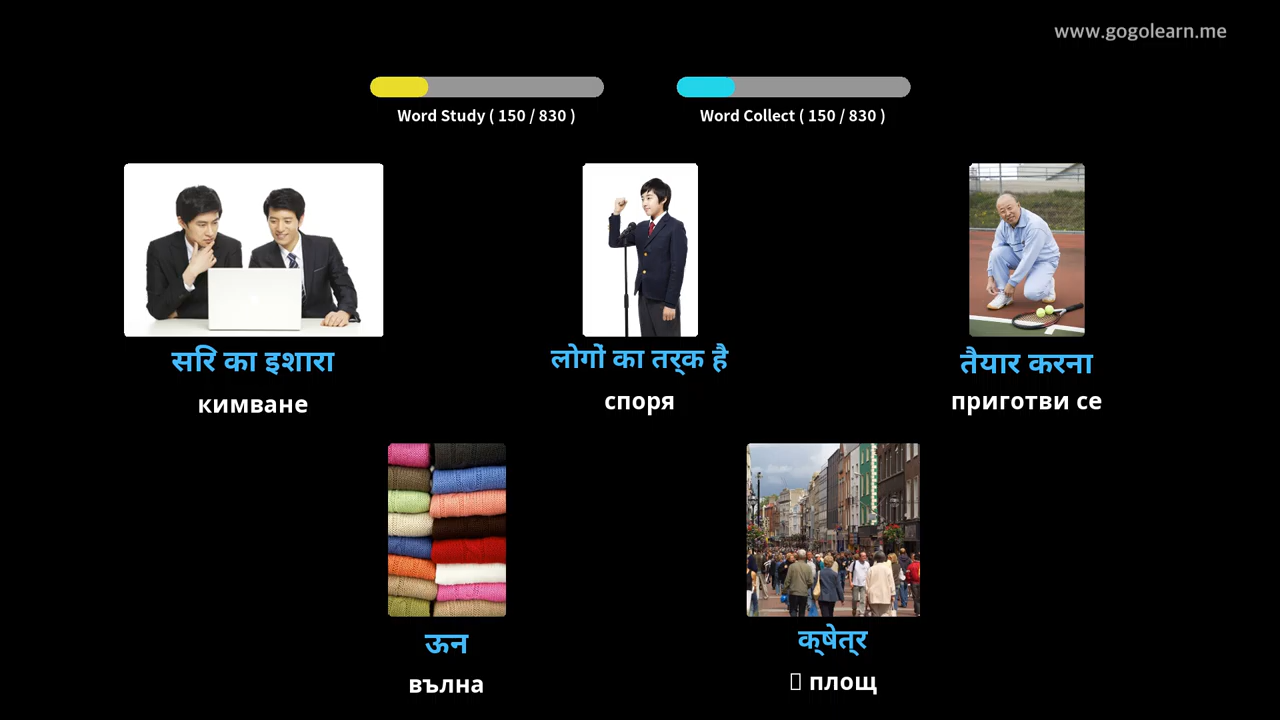 www.gogolearn.me
Word Study ( 150 / 830 )
Word Collect ( 150 / 830 )
सरि का इशारा
кимване
लोगों का तर्क है
споря
तैयार करना
приготви се
ऊन
вълна
क्षेत्र
площ